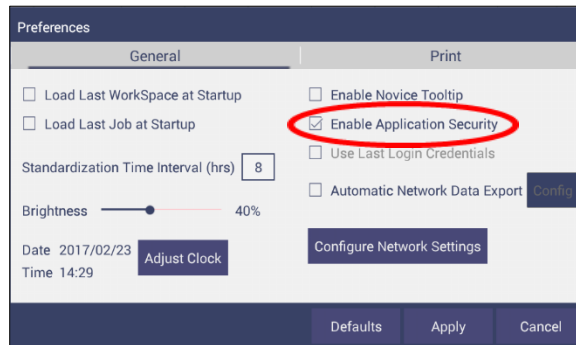 Preferences
General
Print
Load Last WorkSpace at Startup
Load Last Job at Startup
Standardization Time Interval (hrs) 8
Brightness 40%
Date 2017/02/23
Time 14:29
Adjust Clock
Enable Novice Tooltip
Enable Application Security
Use Last Login Credentials
Automatic Network Data Export Config
Configure Network Settings
Defaults Apply Cancel